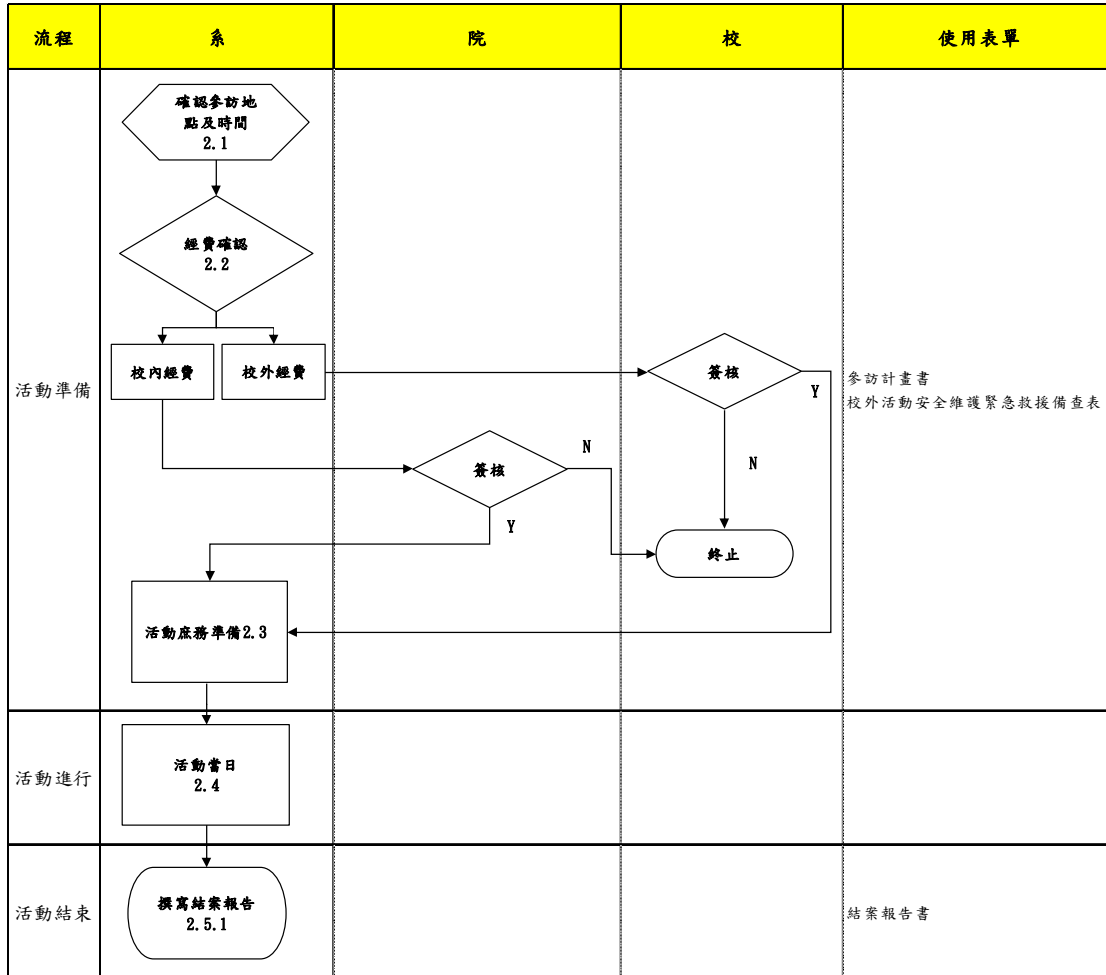 流程
系
院
校
使用表單
確認參訪地
點及時間
2.1
經費確認
2.2
校內經費
校外經費
簽核
Y
活動準備
參訪計畫書
校外活動安全維護緊急救援備查表
N
簽核
N
Y
終止
活動庶務準備2.3
活動進行
活動當日
2.4
活動結束
撰寫結案報告
2.5.1
結案報告書